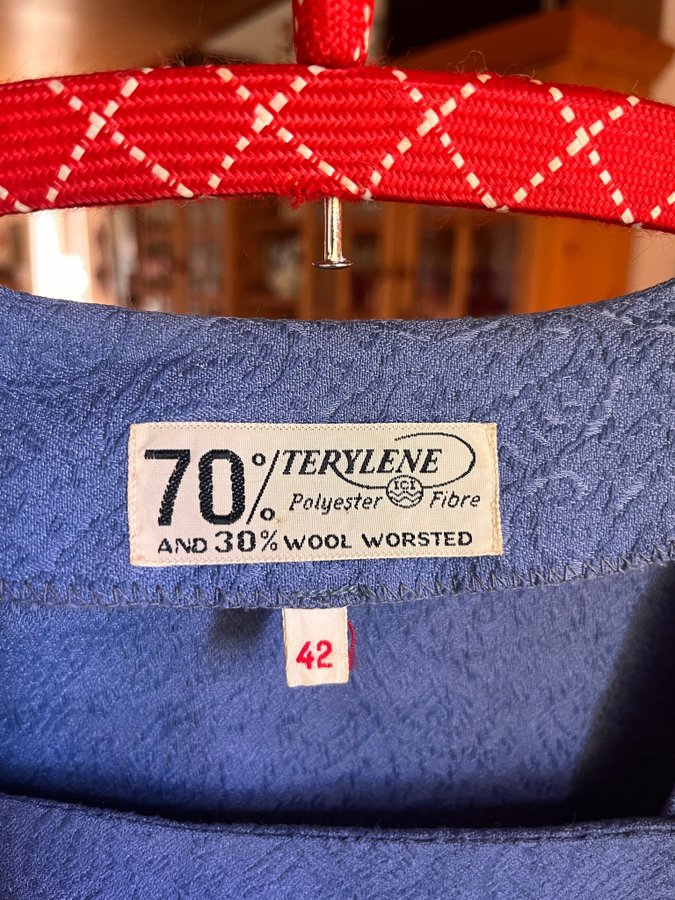 70% TERYLENE
Polyester ICI Fibre
AND 30% WOOL WORSTED
42